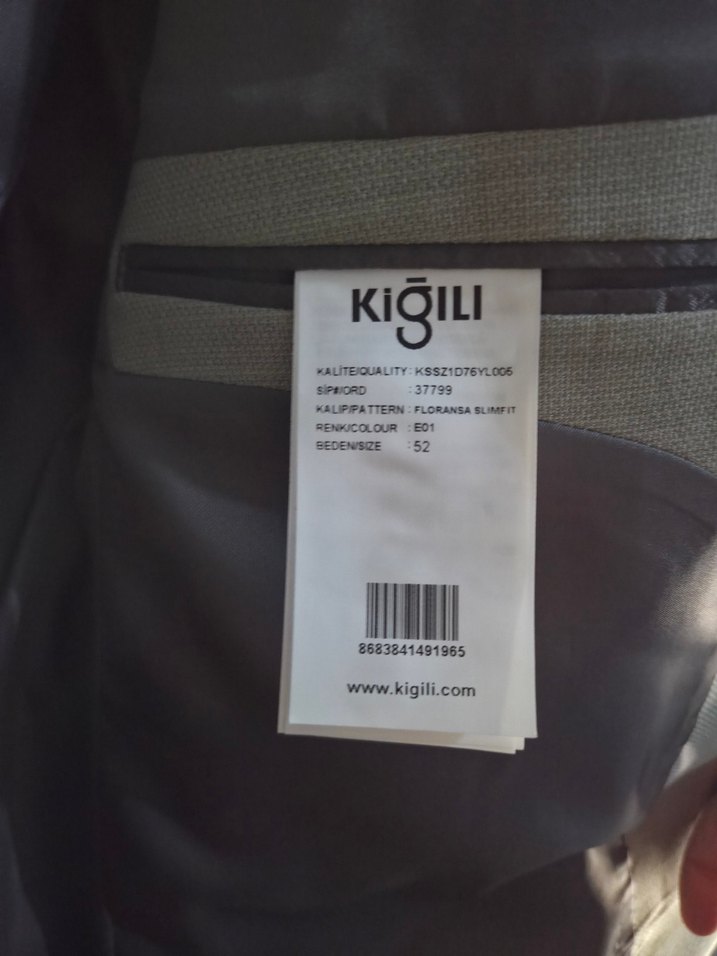 KiğILI
KALİTE/QUALITY : KSSZ1D76YL005
SİP#/ORD : 37799
KALIP/PATTERN : FLORANSA SLIMFIT
RENK/COLOUR : E01
BEDEN/SIZE : 52
8683841491965
www.kigili.com